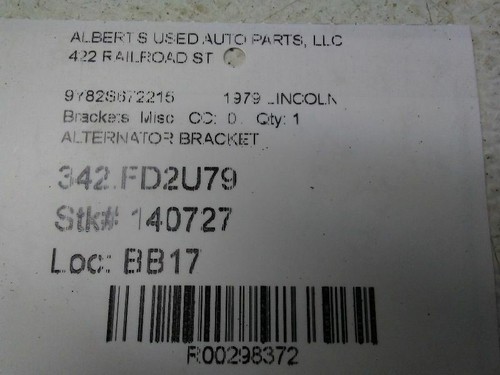 ALBERT'S USED AUTO PARTS, LLC
422 RAILROAD ST
9Y82S672215 1979 LINCOLN
Brackets Misc CC: 0. Qty: 1
ALTERNATOR BRACKET
342.FD2U79
Stk# 140727
Loc: BB17
R00298372